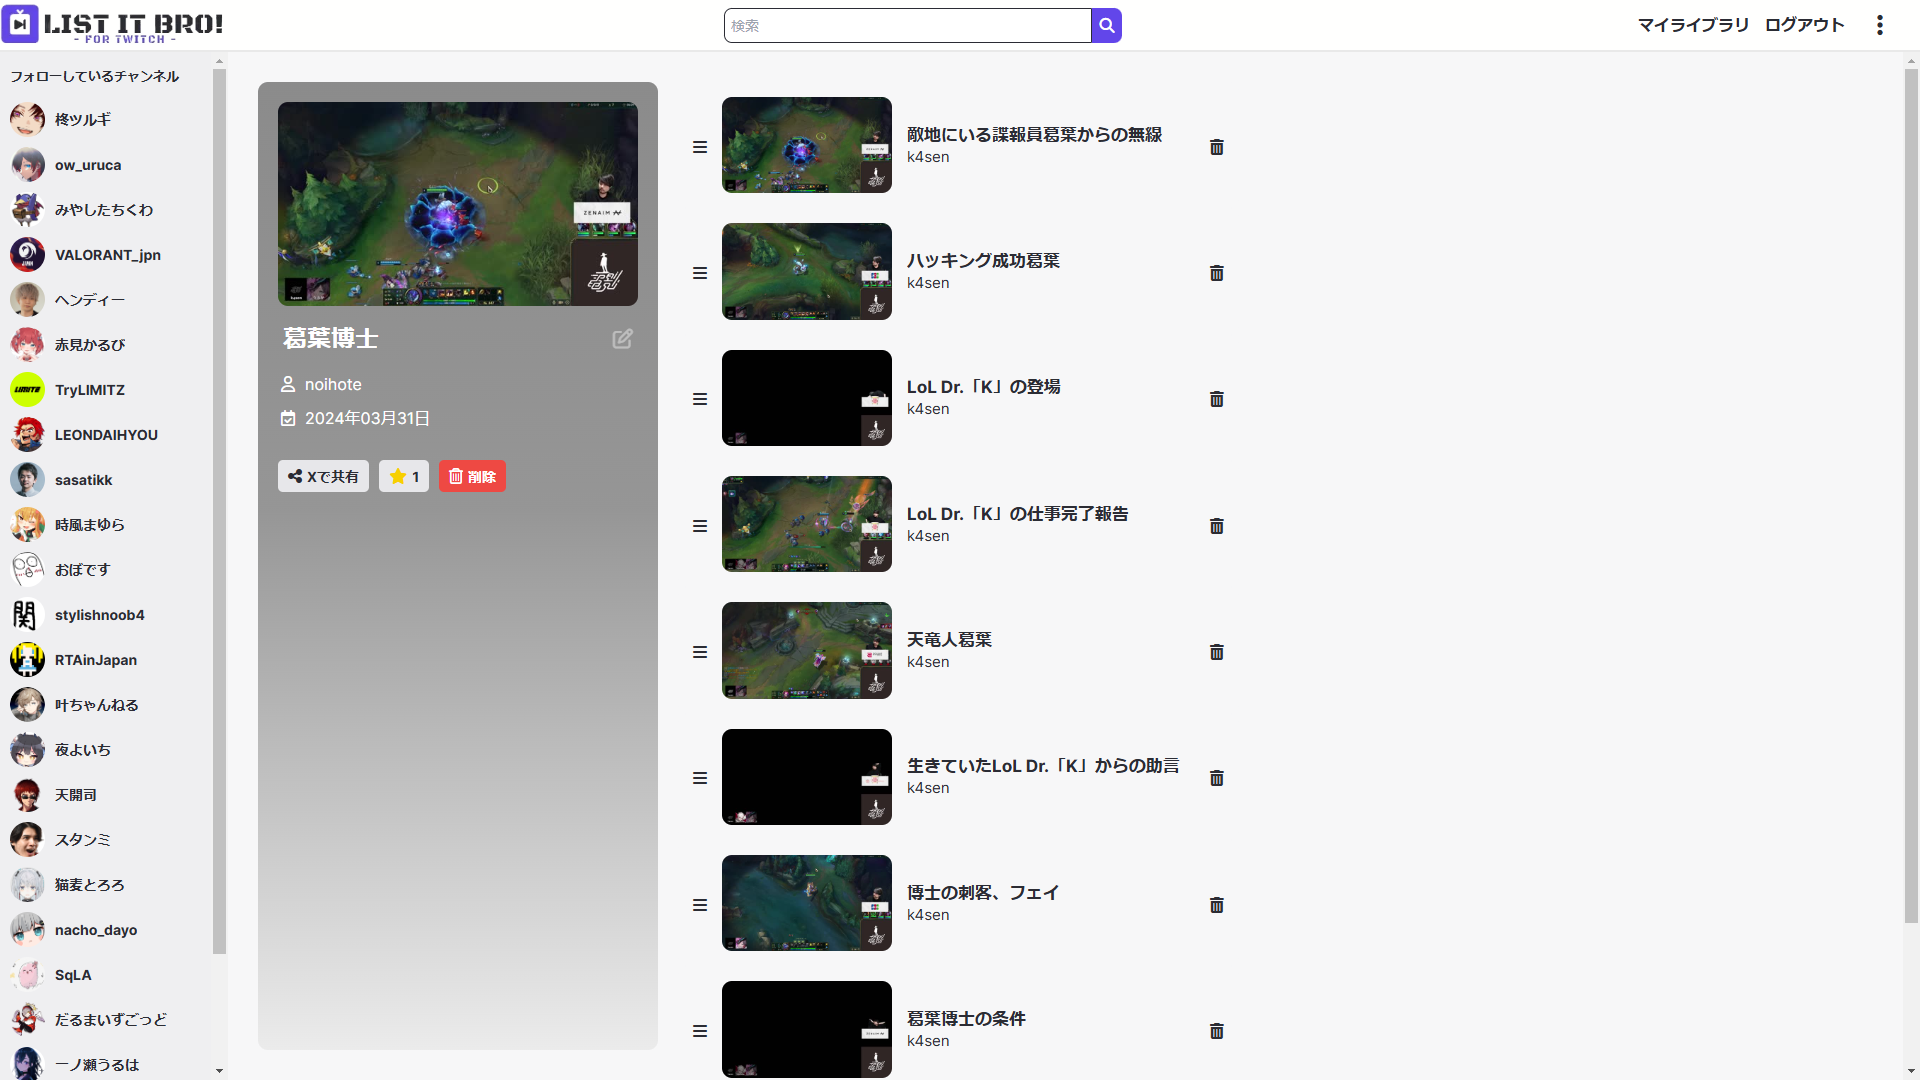 LIST IT BRO!
- FOR TWITCH -
検索
マイライブラリ ログアウト
フォローしているチャンネル
柊ツルギ
ow_uruca
みやしたちくわ
VALORANT_jpn
ヘンディー
赤見かるび
TryLIMITZ
LEONDAIHYOU
sasatikk
時風まゆら
おぼです
stylishnoob4
RTAinJapan
叶ちゃんねる
夜よいち
天開司
スタンミ
猫麦とろろ
nacho_dayo
SqLA
だるまいずごっど
一ノ瀬うるは
ZENAIM
葛葉博士
noihote
2024年03月31日
Xで共有
1
削除
敵地にいる諜報員葛葉からの無線
k4sen
ハッキング成功葛葉
k4sen
LoL Dr.「K」の登場
k4sen
LoL Dr.「K」の仕事完了報告
k4sen
天竜人葛葉
k4sen
生きていたLoL Dr.「K」からの助言
k4sen
博士の刺客、フェイ
k4sen
葛葉博士の条件
k4sen